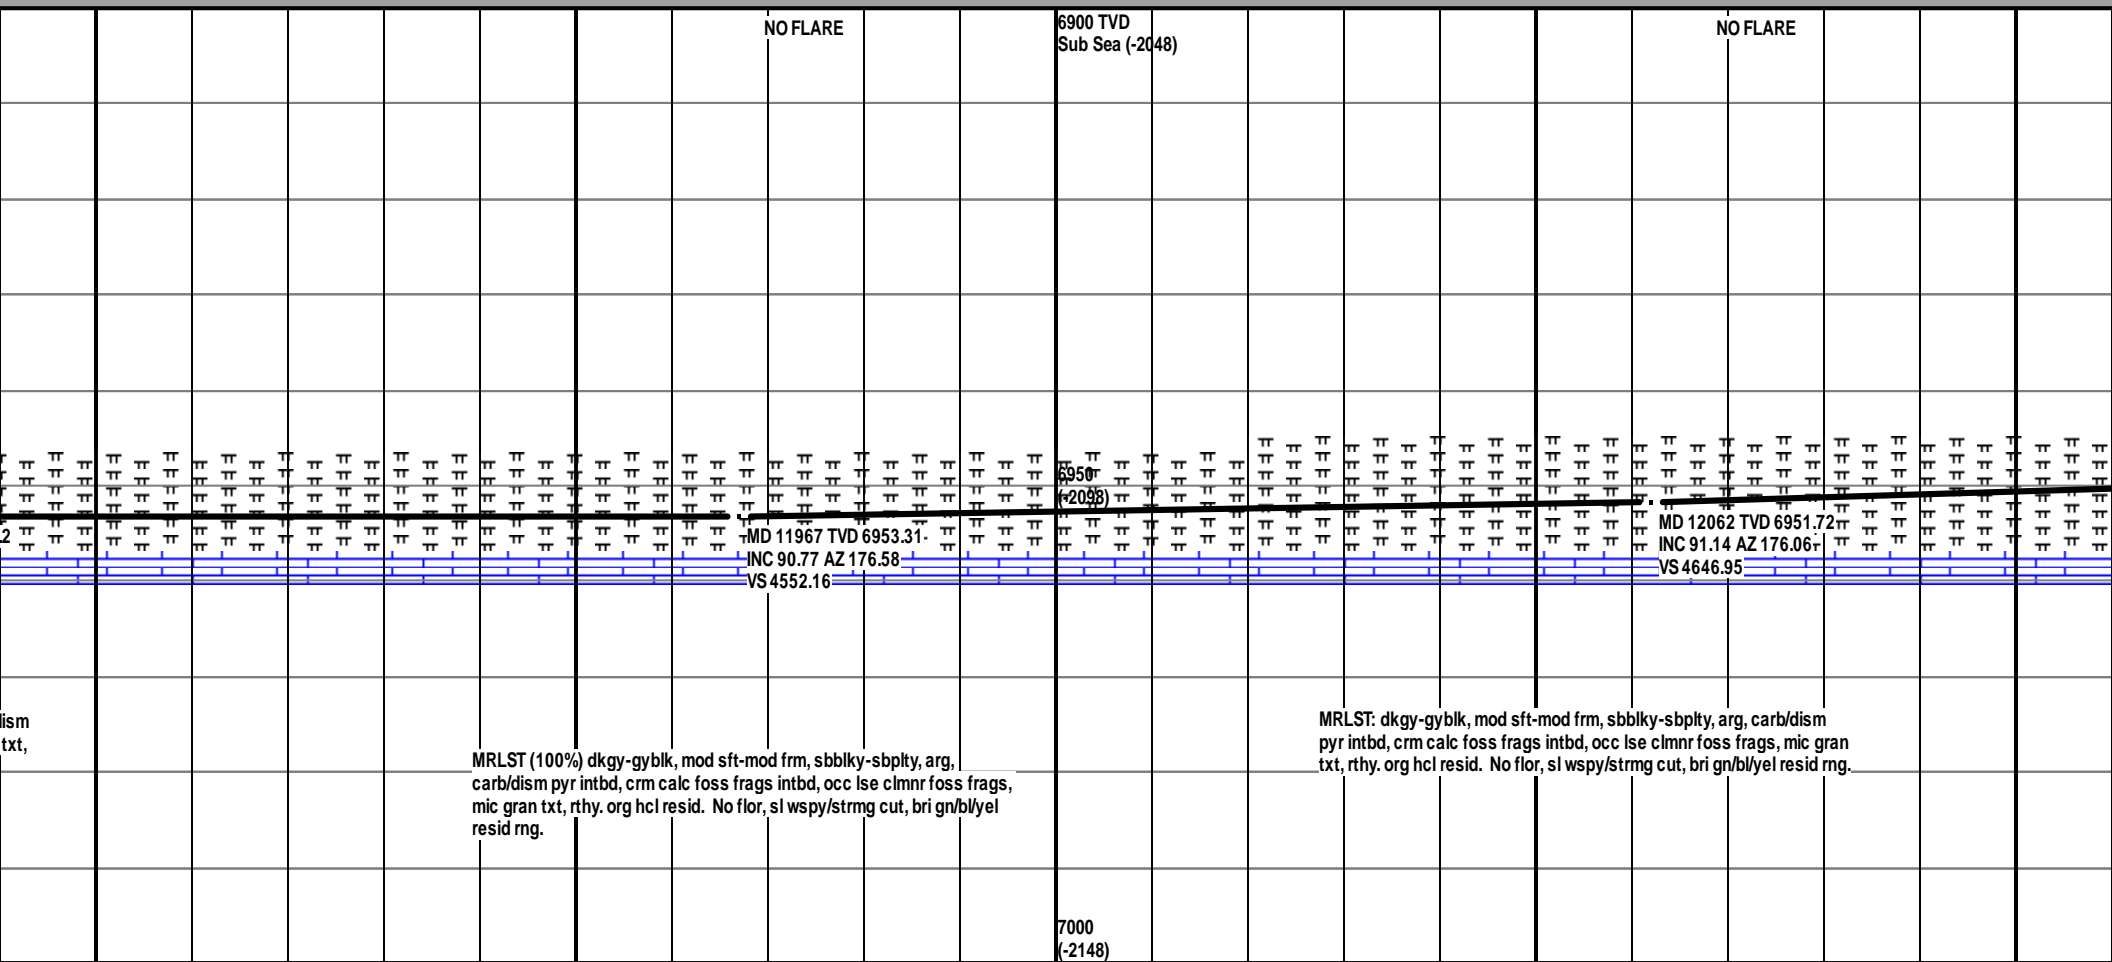 NO FLARE
6900 TVD
Sub Sea (-2048)
NO FLARE
6950
(-2098)
.2
MD 11967 TVD 6953.31
INC 90.77 AZ 176.58
VS 4552.16
MD 12062 TVD 6951.72
INC 91.14 AZ 176.06
VS 4646.95
txt,
MRLST (100%) dkgy-gyblk, mod sft-mod frm, sbblky-sbplty, arg,
carb/dism pyr intbd, crm calc foss frags intbd, occ lse clmnr foss frags,
mic gran txt, rthy. org hcl resid. No flor, sl wspy/strmg cut, bri gn/bl/yel
resid rng.
MRLST: dkgy-gyblk, mod sft-mod frm, sbblky-sbplty, arg, carb/dism
pyr intbd, crm calc foss frags intbd, occ lse clmnr foss frags, mic gran
txt, rthy. org hcl resid. No flor, sl wspy/strmg cut, bri gn/bl/yel resid rng.
7000
(-2148)